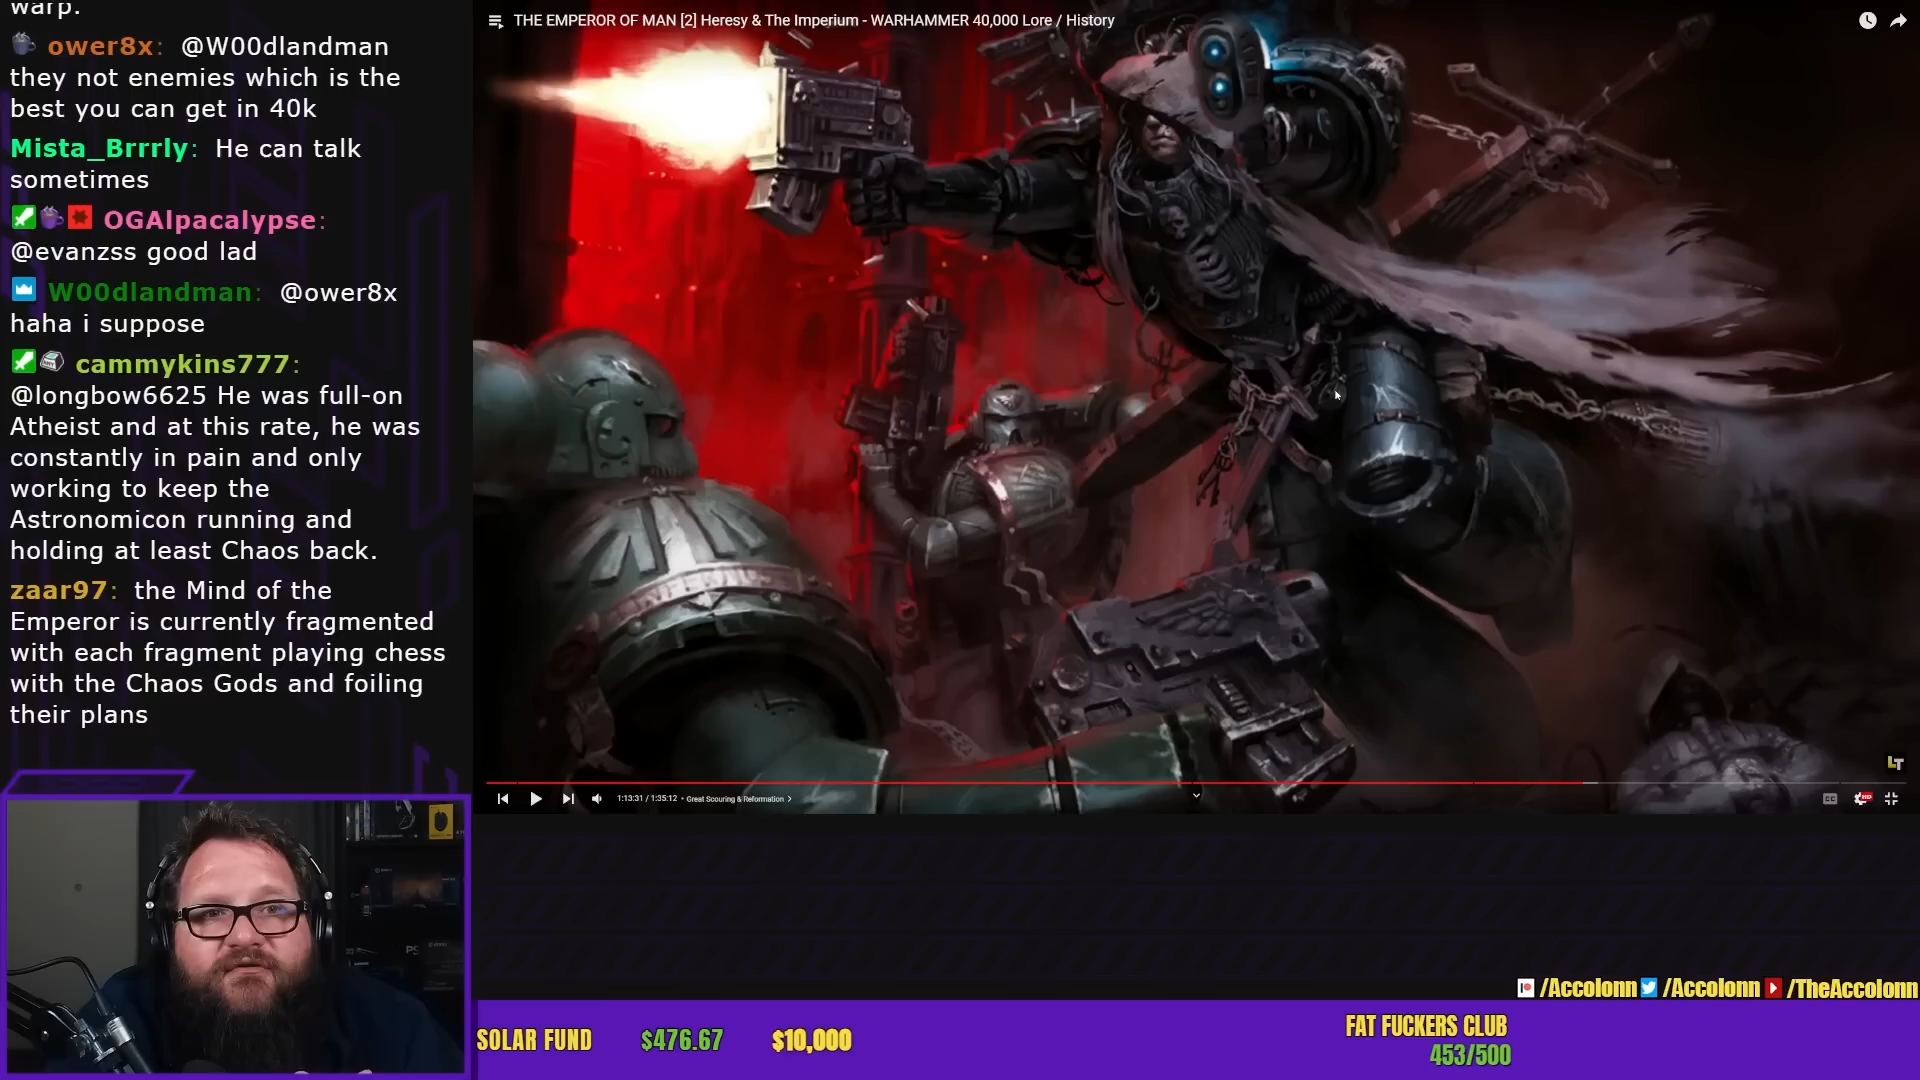 warp.
ower8x: @W00dlandman
they not enemies which is the
best you can get in 40k
Mista_Brrrly: He can talk
sometimes
OGAlpacalypse:
@evanzss good lad
W00dlandman: @ower8x
haha i suppose
cammykins777:
@longbow6625 He was full-on
Atheist and at this rate, he was
constantly in pain and only
working to keep the
Astronomicon running and
holding at least Chaos back.
zaar97: the Mind of the
Emperor is currently fragmented
with each fragment playing chess
with the Chaos Gods and foiling
their plans
THE EMPEROR OF MAN [2] Heresy & The Imperium - WARHAMMER 40,000 Lore / History
LT
1:13:31 / 1:35:12 • Great Scouring & Reformation >
CC
HD
/Accolonn /Accolonn /TheAccolonn
SOLAR FUND $476.67 $10,000
FAT FUCKERS CLUB
453/500